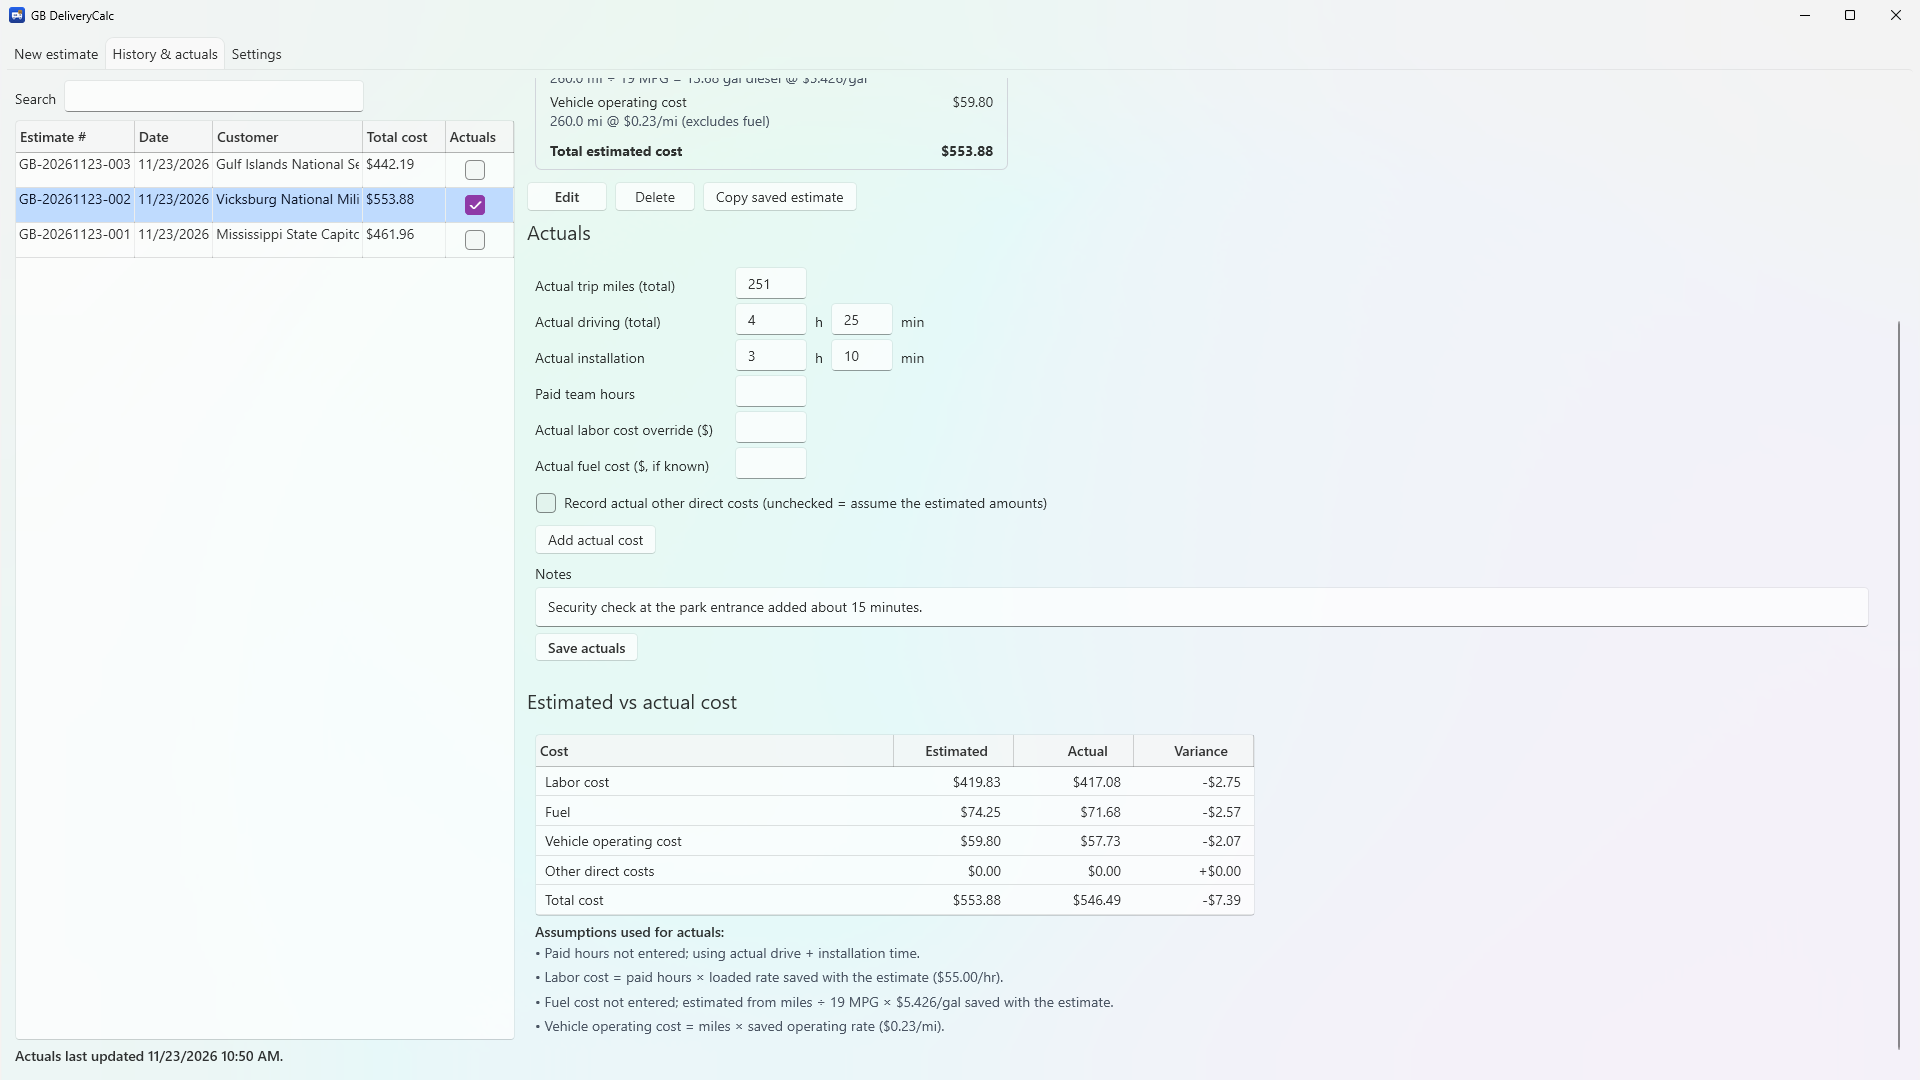 GB DeliveryCalc
New estimate History & actuals Settings
Search
Estimate # Date Customer Total cost Actuals
GB-20261123-003 11/23/2026 Gulf Islands National Se $442.19
GB-20261123-002 11/23/2026 Vicksburg National Mili $553.88
GB-20261123-001 11/23/2026 Mississippi State Capitc $461.96
260.0 mi ÷ 19 MPG = 13.68 gal diesel @ $5.426/gal
Vehicle operating cost $59.80
260.0 mi @ $0.23/mi (excludes fuel)
Total estimated cost $553.88
Edit Delete Copy saved estimate
Actuals
Actual trip miles (total) 251
Actual driving (total) 4 h 25 min
Actual installation 3 h 10 min
Paid team hours
Actual labor cost override ($)
Actual fuel cost ($, if known)
Record actual other direct costs (unchecked = assume the estimated amounts)
Add actual cost
Notes
Security check at the park entrance added about 15 minutes.
Save actuals
Estimated vs actual cost
Cost Estimated Actual Variance
Labor cost $419.83 $417.08 -$2.75
Fuel $74.25 $71.68 -$2.57
Vehicle operating cost $59.80 $57.73 -$2.07
Other direct costs $0.00 $0.00 +$0.00
Total cost $553.88 $546.49 -$7.39
Assumptions used for actuals:
• Paid hours not entered; using actual drive + installation time.
• Labor cost = paid hours × loaded rate saved with the estimate ($55.00/hr).
• Fuel cost not entered; estimated from miles ÷ 19 MPG × $5.426/gal saved with the estimate.
• Vehicle operating cost = miles × saved operating rate ($0.23/mi).
Actuals last updated 11/23/2026 10:50 AM.